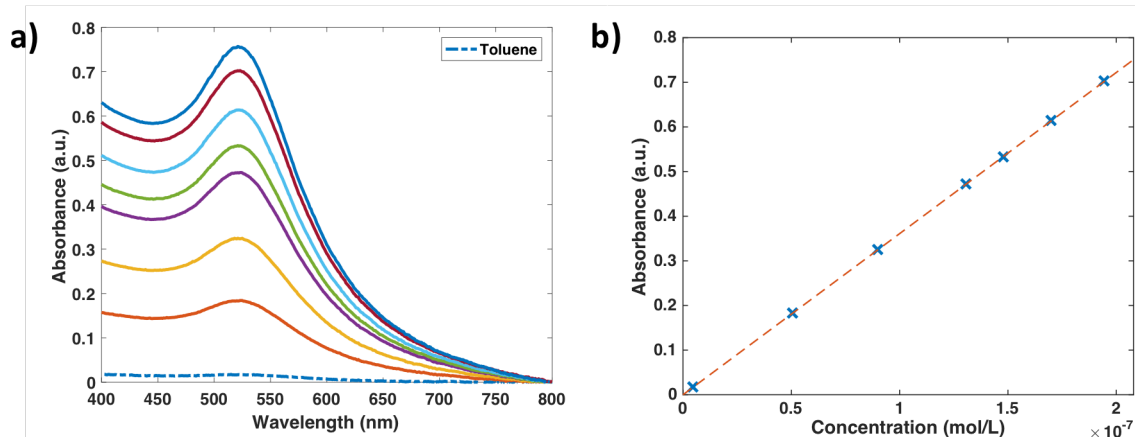 a)
0.8
0.7
0.6
0.5
0.4
0.3
0.2
0.1
0
400 450 500 550 600 650 700 750 800
Absorbance (a.u.)
Wavelength (nm)
Toluene
b)
0.8
0.7
0.6
0.5
0.4
0.3
0.2
0.1
0
0 0.5 1 1.5 2
Absorbance (a.u.)
Concentration (mol/L)
× 10⁻⁷